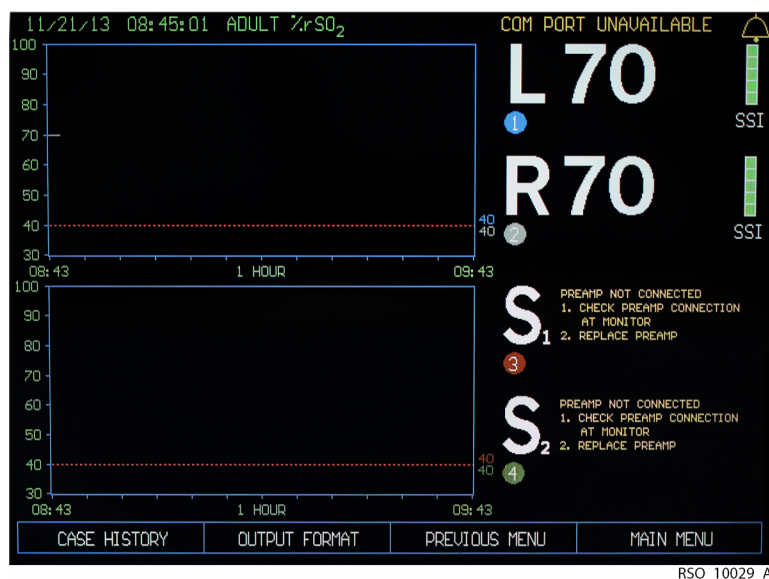 11/21/13 08:45:01 ADULT %rSO2
COM PORT UNAVAILABLE
100
90
80
70
60
50
40
30
40
40
08:43 1 HOUR 09:43
L 70
1
SSI
R 70
2
SSI
100
90
80
70
60
50
40
30
40
40
08:43 1 HOUR 09:43
S1
3
PREAMP NOT CONNECTED
1. CHECK PREAMP CONNECTION
AT MONITOR
2. REPLACE PREAMP
S2
4
PREAMP NOT CONNECTED
1. CHECK PREAMP CONNECTION
AT MONITOR
2. REPLACE PREAMP
CASE HISTORY OUTPUT FORMAT PREVIOUS MENU MAIN MENU
RSO 10029 A